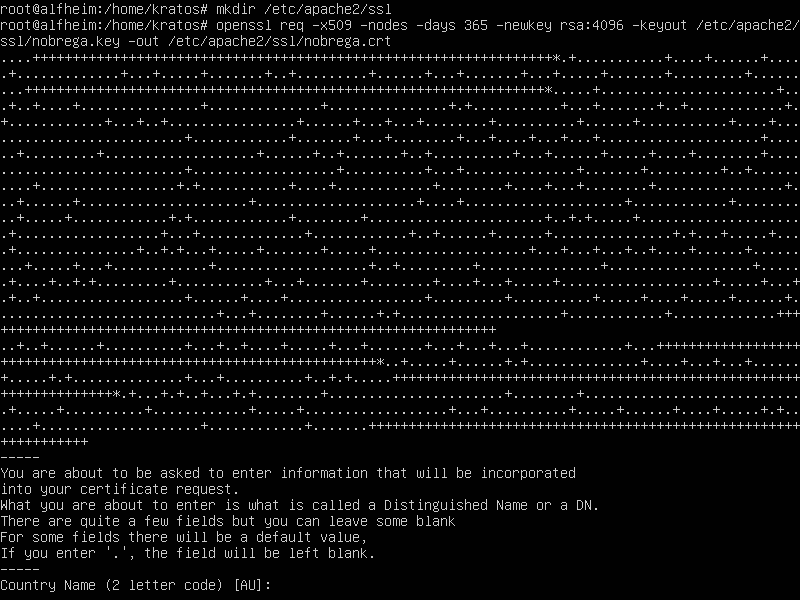 root@alfheim:/home/kratos# mkdir /etc/apache2/ssl
root@alfheim:/home/kratos# openssl req -x509 -nodes -days 365 -newkey rsa:4096 -keyout /etc/apache2/
ssl/nobrega.key -out /etc/apache2/ssl/nobrega.crt
-----
You are about to be asked to enter information that will be incorporated
into your certificate request.
What you are about to enter is what is called a Distinguished Name or a DN.
There are quite a few fields but you can leave some blank
For some fields there will be a default value,
If you enter '.', the field will be left blank.
-----
Country Name (2 letter code) [AU]: